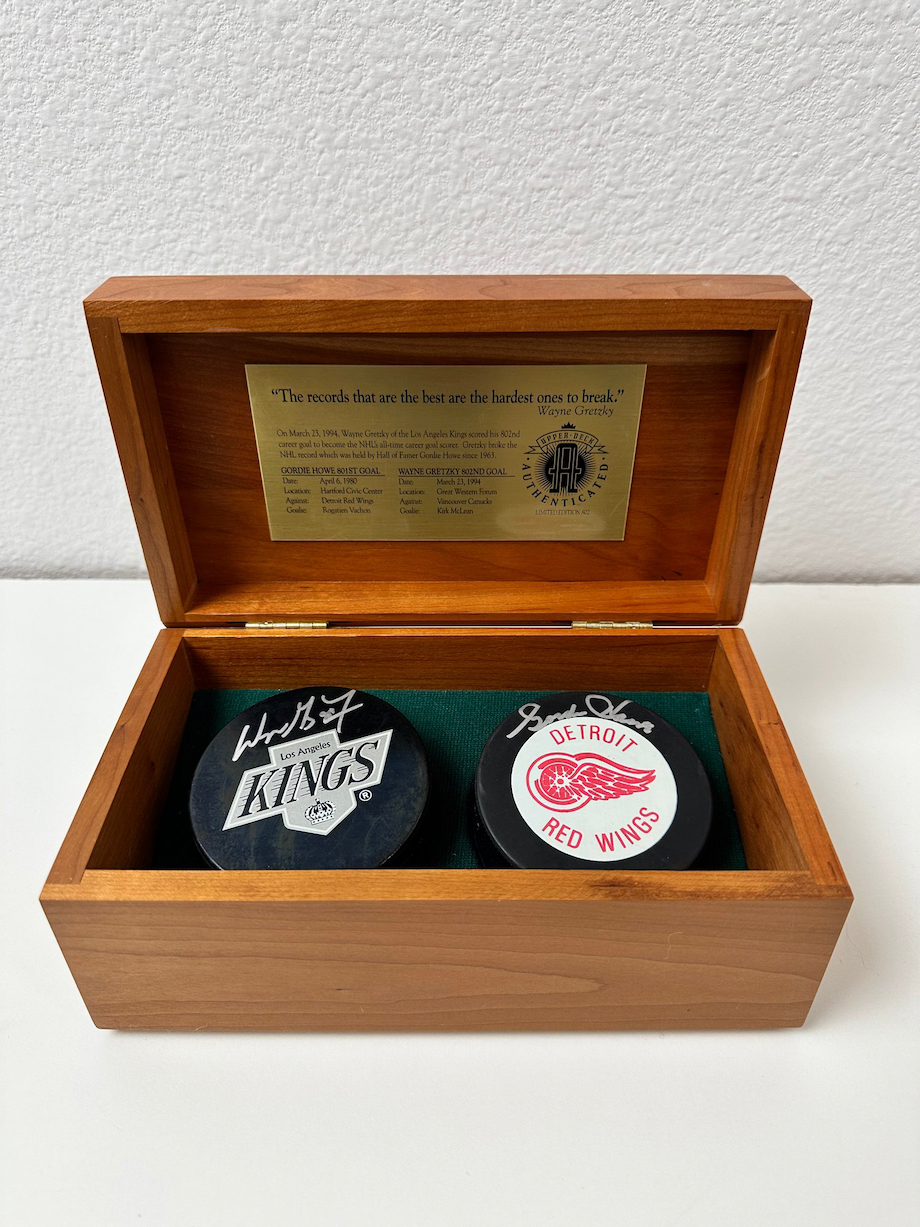 “The records that are the best are the hardest ones to break.”
Wayne Gretzky
On March 23, 1994, Wayne Gretzky of the Los Angeles Kings scored his 802nd
career goal to become the NHL's all-time career goal scorer. Gretzky broke the
NHL record which was held by Hall of Famer Gordie Howe since 1963.
GORDIE HOWE 801ST GOAL
Date: April 6, 1980
Location: Hartford Civic Center
Against: Detroit Red Wings
Goalie: Rogatien Vachon
WAYNE GRETZKY 802ND GOAL
Date: March 23, 1994
Location: Great Western Forum
Against: Vancouver Canucks
Goalie: Kirk McLean
UPPER DECK
AUTHENTICATED
LIMITED EDITION 802
Los Angeles
KINGS
®
Gordie Howe
DETROIT
RED WINGS